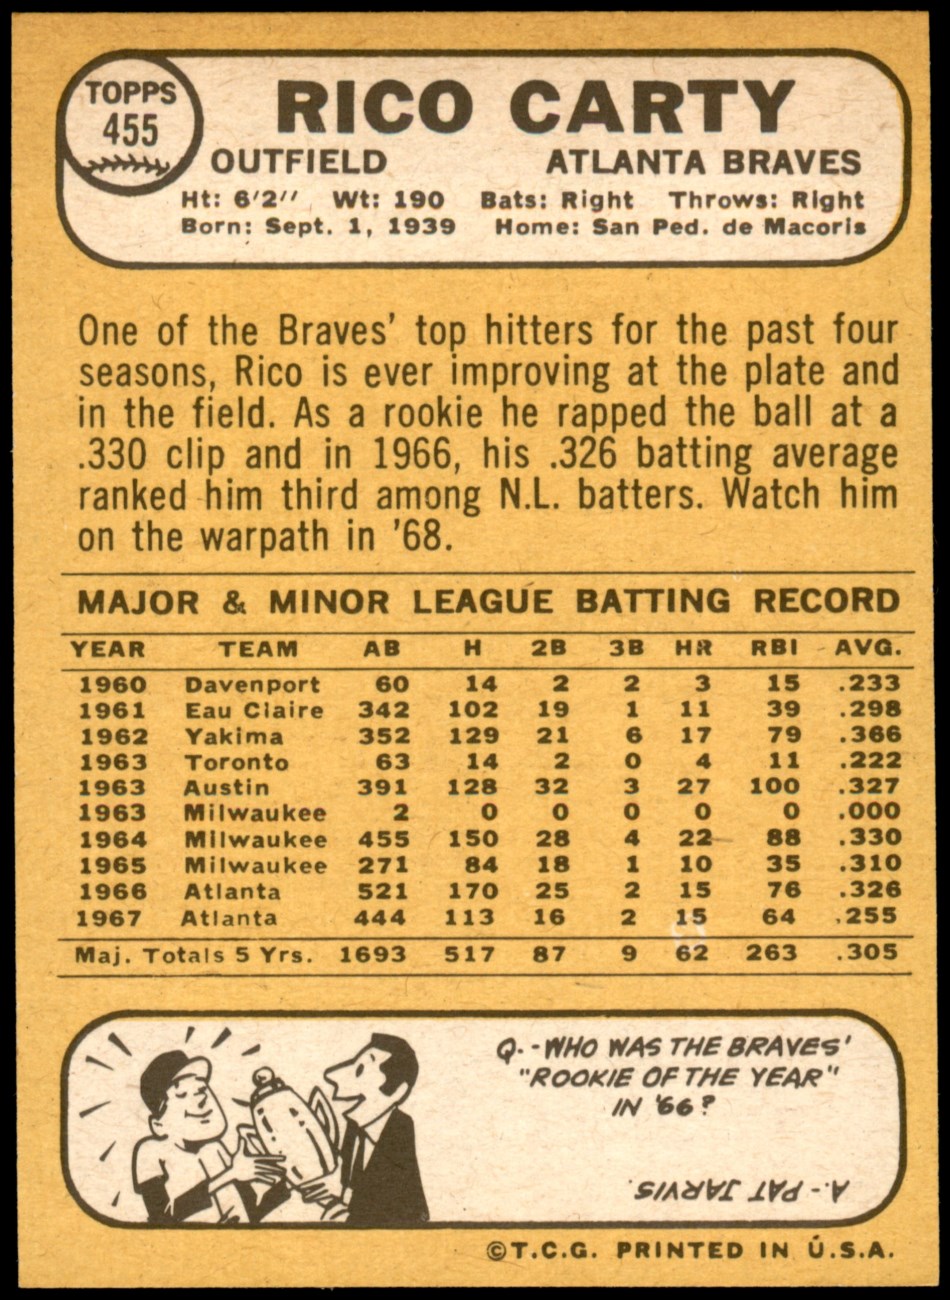 TOPPS
455
RICO CARTY
OUTFIELD ATLANTA BRAVES
Ht: 6'2" Wt: 190 Bats: Right Throws: Right
Born: Sept. 1, 1939 Home: San Ped. de Macoris
One of the Braves' top hitters for the past four
seasons, Rico is ever improving at the plate and
in the field. As a rookie he rapped the ball at a
.330 clip and in 1966, his .326 batting average
ranked him third among N.L. batters. Watch him
on the warpath in '68.
MAJOR & MINOR LEAGUE BATTING RECORD
YEAR TEAM AB H 2B 3B HR RBI AVG.
1960 Davenport 60 14 2 2 3 15 .233
1961 Eau Claire 342 102 19 1 11 39 .298
1962 Yakima 352 129 21 6 17 79 .366
1963 Toronto 63 14 2 0 4 11 .222
1963 Austin 391 128 32 3 27 100 .327
1963 Milwaukee 2 0 0 0 0 0 .000
1964 Milwaukee 455 150 28 4 22 88 .330
1965 Milwaukee 271 84 18 1 10 35 .310
1966 Atlanta 521 170 25 2 15 76 .326
1967 Atlanta 444 113 16 2 15 64 .255
Maj. Totals 5 Yrs. 1693 517 87 9 62 263 .305
Q.-WHO WAS THE BRAVES'
"ROOKIE OF THE YEAR"
IN '66?
A.- PAT JARVIS.
©T.C.G. PRINTED IN U.S.A.